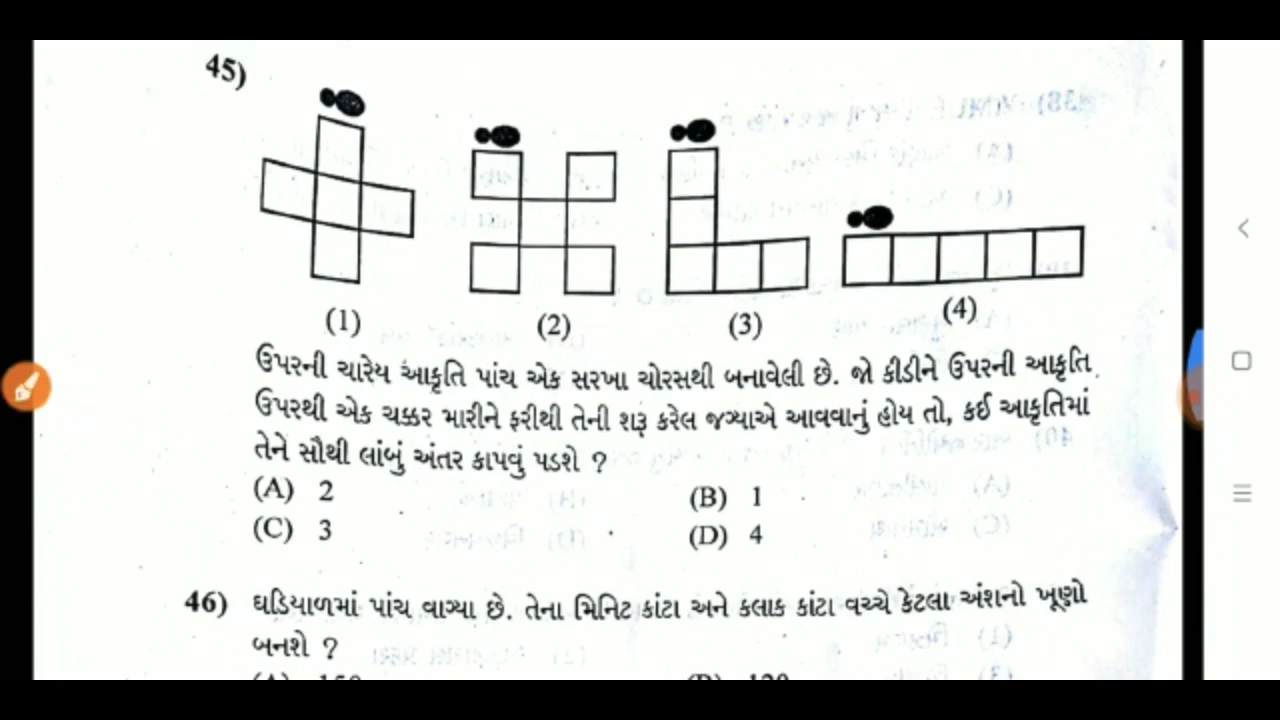 45)
(1) (2) (3) (4)
ઉપરની ચારેય આકૃતિ પાંચ એક સરખા ચોરસથી બનાવેલી છે. જો કીડીને ઉપરની આકૃતિ
ઉપરથી એક ચક્કર મારીને ફરીથી તેની શરૂ કરેલ જગ્યાએ આવવાનું હોય તો, કઈ આકૃતિમાં
તેને સૌથી લાંબું અંતર કાપવું પડશે ?
(A) 2 (B) 1
(C) 3 (D) 4
46) ઘડિયાળમાં પાંચ વાગ્યા છે. તેના મિનિટ કાંટા અને કલાક કાંટા વચ્ચે કેટલા અંશનો ખૂણો
બનશે ?
(A) 150 (B) 120